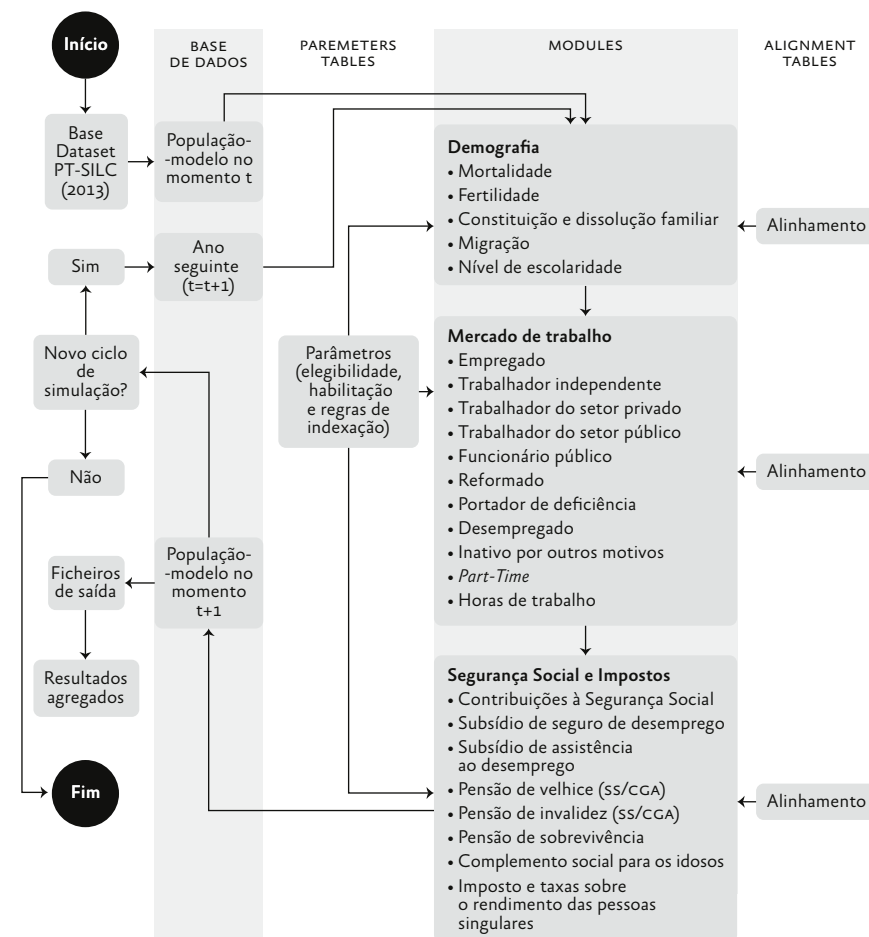 Início
BASE
DE DADOS
PAREMETERS
TABLES
MODULES
ALIGNMENT
TABLES
Base
Dataset
PT-SILC
(2013)
População-
-modelo no
momento t
Demografia
• Mortalidade
• Fertilidade
• Constituição e dissolução familiar
• Migração
• Nível de escolaridade
Alinhamento
Sim
Ano
seguinte
(t=t+1)
Novo ciclo
de
simulação?
Parâmetros
(elegibilidade,
habilitação
e regras de
indexação)
Mercado de trabalho
• Empregado
• Trabalhador independente
• Trabalhador do setor privado
• Trabalhador do setor público
• Funcionário público
• Reformado
• Portador de deficiência
• Desempregado
• Inativo por outros motivos
• Part-Time
• Horas de trabalho
Alinhamento
Não
Ficheiros
de saída
População-
-modelo no
momento
t+1
Resultados
agregados
Segurança Social e Impostos
• Contribuições à Segurança Social
• Subsídio de seguro de desemprego
• Subsídio de assistência
ao desemprego
• Pensão de velhice (SS/CGA)
• Pensão de invalidez (SS/CGA)
• Pensão de sobrevivência
• Complemento social para os idosos
• Imposto e taxas sobre
o rendimento das pessoas
singulares
Alinhamento
Fim